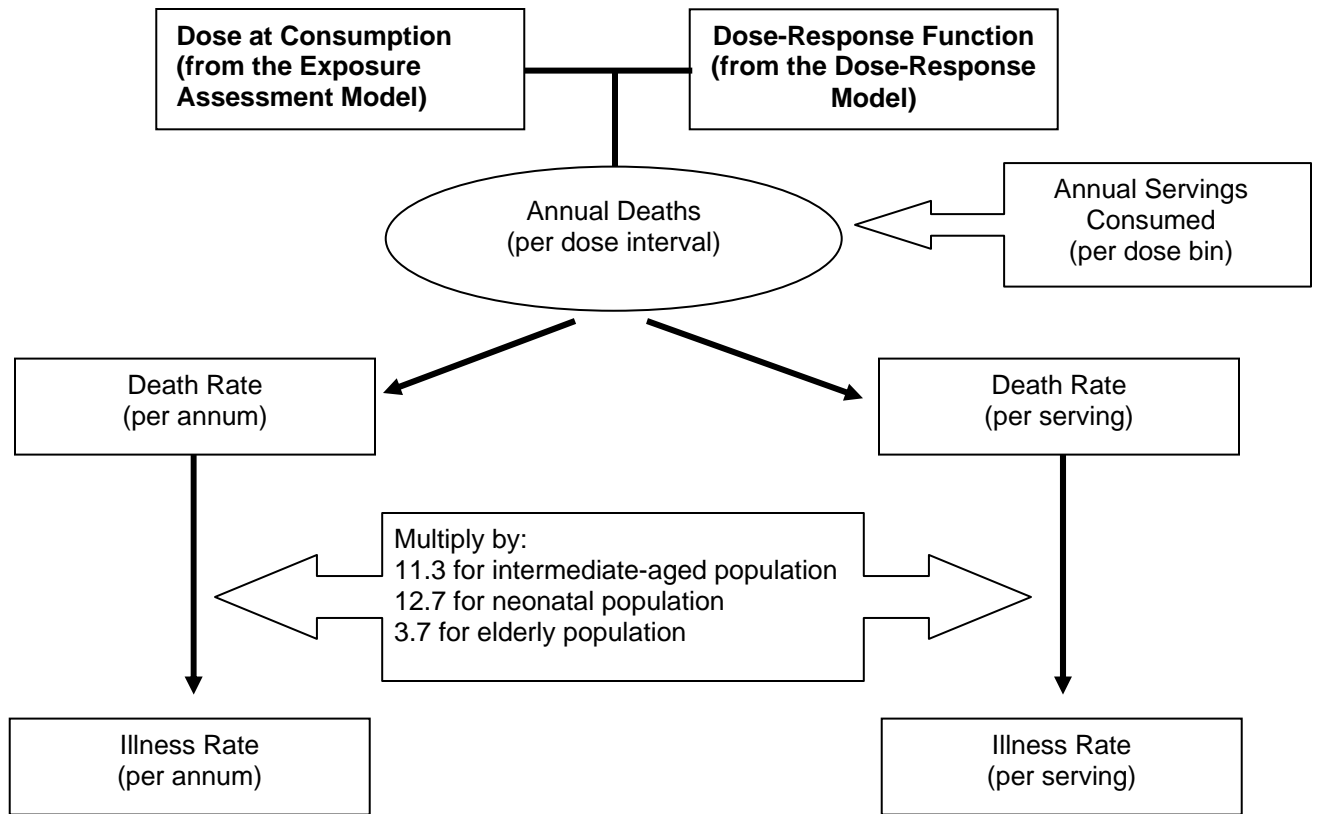 Dose at Consumption
(from the Exposure
Assessment Model)
Dose-Response Function
(from the Dose-Response
Model)
Annual Deaths
(per dose interval)
Annual Servings
Consumed
(per dose bin)
Death Rate
(per annum)
Death Rate
(per serving)
Multiply by:
11.3 for intermediate-aged population
12.7 for neonatal population
3.7 for elderly population
Illness Rate
(per annum)
Illness Rate
(per serving)